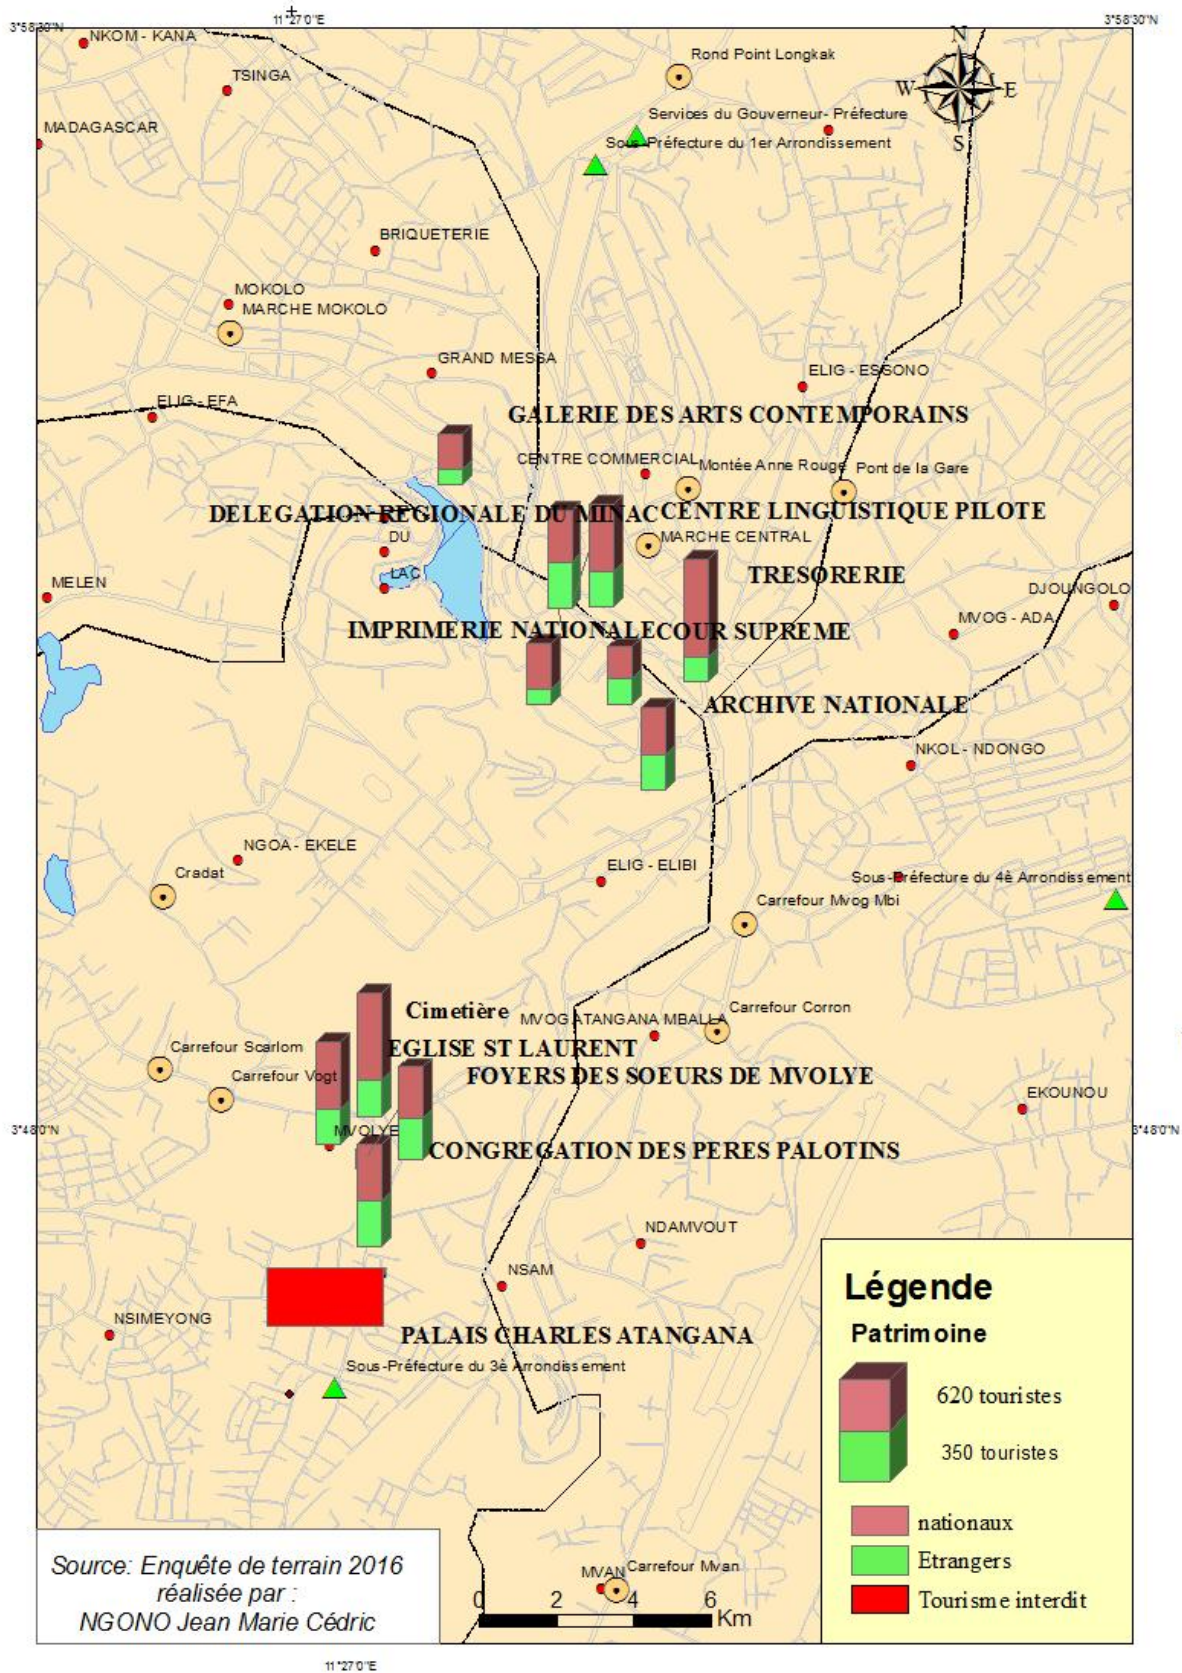 3°58'30"N
11°27'0"E
3°58'30"N
NKOM - KANA
N
Rond Point Longkak
TSINGA
W
E
Services du Gouverneur- Préfecture
MADAGASCAR
Sous-Préfecture du 1er Arrondissement
S
BRIQUETERIE
MOKOLO
MARCHE MOKOLO
GRAND MESSA
ELIG - ESSONO
ELIG - EFA
GALERIE DES ARTS CONTEMPORAINS
CENTRE COMMERCIAL
Montée Anne Rouge
Pont de la Gare
DELEGATION REGIONALE DU MINAC
CENTRE LINGUISTIQUE PILOTE
DU
MARCHE CENTRAL
LAC
TRESORERIE
MELEN
DJOUNGOLO
MVOG - ADA
IMPRIMERIE NATIONALE
COUR SUPREME
ARCHIVE NATIONALE
NKOL - NDONGO
NGOA - EKELE
Cradat
ELIG - ELIBI
Sous-Préfecture du 4è Arrondissement
Carrefour Mvog Mbi
Cimetière
MVOG ATANGANA MBALLA
Carrefour Corron
Carrefour Scarlom
EGLISE ST LAURENT
Carrefour Vogt
FOYERS DES SOEURS DE MVOLYE
EKOUNOU
3°48'0"N
MVOLYE
3°48'0"N
CONGREGATION DES PERES PALOTINS
NDAMVOUT
NSAM
NSIMEYONG
PALAIS CHARLES ATANGANA
Sous-Préfecture du 3è Arrondissement
Légende
Patrimoine
620 touristes
350 touristes
nationaux
Etrangers
Tourisme interdit
Source: Enquête de terrain 2016
réalisée par :
NGONO Jean Marie Cédric
MVAN
Carrefour Mvan
0 2 4 6
Km
11°27'0"E